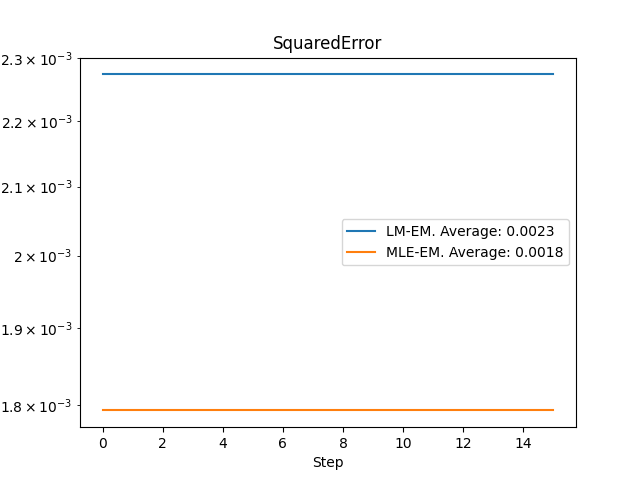 SquaredError
2.3 × 10⁻³
2.2 × 10⁻³
2.1 × 10⁻³
2 × 10⁻³
1.9 × 10⁻³
1.8 × 10⁻³
LM-EM. Average: 0.0023
MLE-EM. Average: 0.0018
0 2 4 6 8 10 12 14
Step